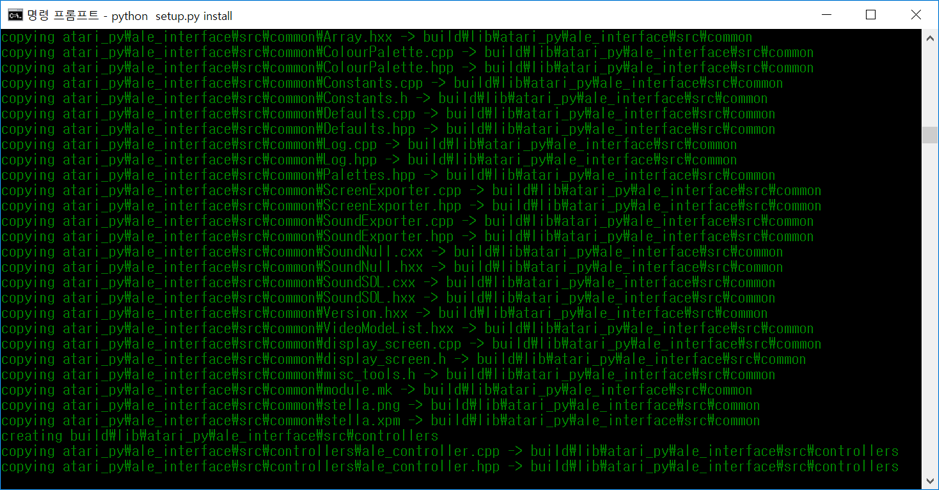 명령 프롬프트 - python  setup.py install
copying atari_py₩ale_interface₩src₩common₩Array.hxx -> build₩lib₩atari_py₩ale_interface₩src₩common
copying atari_py₩ale_interface₩src₩common₩ColourPalette.cpp -> build₩lib₩atari_py₩ale_interface₩src₩common
copying atari_py₩ale_interface₩src₩common₩ColourPalette.hpp -> build₩lib₩atari_py₩ale_interface₩src₩common
copying atari_py₩ale_interface₩src₩common₩Constants.cpp -> build₩lib₩atari_py₩ale_interface₩src₩common
copying atari_py₩ale_interface₩src₩common₩Constants.h -> build₩lib₩atari_py₩ale_interface₩src₩common
copying atari_py₩ale_interface₩src₩common₩Defaults.cpp -> build₩lib₩atari_py₩ale_interface₩src₩common
copying atari_py₩ale_interface₩src₩common₩Defaults.hpp -> build₩lib₩atari_py₩ale_interface₩src₩common
copying atari_py₩ale_interface₩src₩common₩Log.cpp -> build₩lib₩atari_py₩ale_interface₩src₩common
copying atari_py₩ale_interface₩src₩common₩Log.hpp -> build₩lib₩atari_py₩ale_interface₩src₩common
copying atari_py₩ale_interface₩src₩common₩Palettes.hpp -> build₩lib₩atari_py₩ale_interface₩src₩common
copying atari_py₩ale_interface₩src₩common₩ScreenExporter.cpp -> build₩lib₩atari_py₩ale_interface₩src₩common
copying atari_py₩ale_interface₩src₩common₩ScreenExporter.hpp -> build₩lib₩atari_py₩ale_interface₩src₩common
copying atari_py₩ale_interface₩src₩common₩SoundExporter.cpp -> build₩lib₩atari_py₩ale_interface₩src₩common
copying atari_py₩ale_interface₩src₩common₩SoundExporter.hpp -> build₩lib₩atari_py₩ale_interface₩src₩common
copying atari_py₩ale_interface₩src₩common₩SoundNull.cxx -> build₩lib₩atari_py₩ale_interface₩src₩common
copying atari_py₩ale_interface₩src₩common₩SoundNull.hxx -> build₩lib₩atari_py₩ale_interface₩src₩common
copying atari_py₩ale_interface₩src₩common₩SoundSDL.cxx -> build₩lib₩atari_py₩ale_interface₩src₩common
copying atari_py₩ale_interface₩src₩common₩SoundSDL.hxx -> build₩lib₩atari_py₩ale_interface₩src₩common
copying atari_py₩ale_interface₩src₩common₩Version.hxx -> build₩lib₩atari_py₩ale_interface₩src₩common
copying atari_py₩ale_interface₩src₩common₩VideoModeList.hxx -> build₩lib₩atari_py₩ale_interface₩src₩common
copying atari_py₩ale_interface₩src₩common₩display_screen.cpp -> build₩lib₩atari_py₩ale_interface₩src₩common
copying atari_py₩ale_interface₩src₩common₩display_screen.h -> build₩lib₩atari_py₩ale_interface₩src₩common
copying atari_py₩ale_interface₩src₩common₩misc_tools.h -> build₩lib₩atari_py₩ale_interface₩src₩common
copying atari_py₩ale_interface₩src₩common₩module.mk -> build₩lib₩atari_py₩ale_interface₩src₩common
copying atari_py₩ale_interface₩src₩common₩stella.png -> build₩lib₩atari_py₩ale_interface₩src₩common
copying atari_py₩ale_interface₩src₩common₩stella.xpm -> build₩lib₩atari_py₩ale_interface₩src₩common
creating build₩lib₩atari_py₩ale_interface₩src₩controllers
copying atari_py₩ale_interface₩src₩controllers₩ale_controller.cpp -> build₩lib₩atari_py₩ale_interface₩src₩controllers
copying atari_py₩ale_interface₩src₩controllers₩ale_controller.hpp -> build₩lib₩atari_py₩ale_interface₩src₩controllers